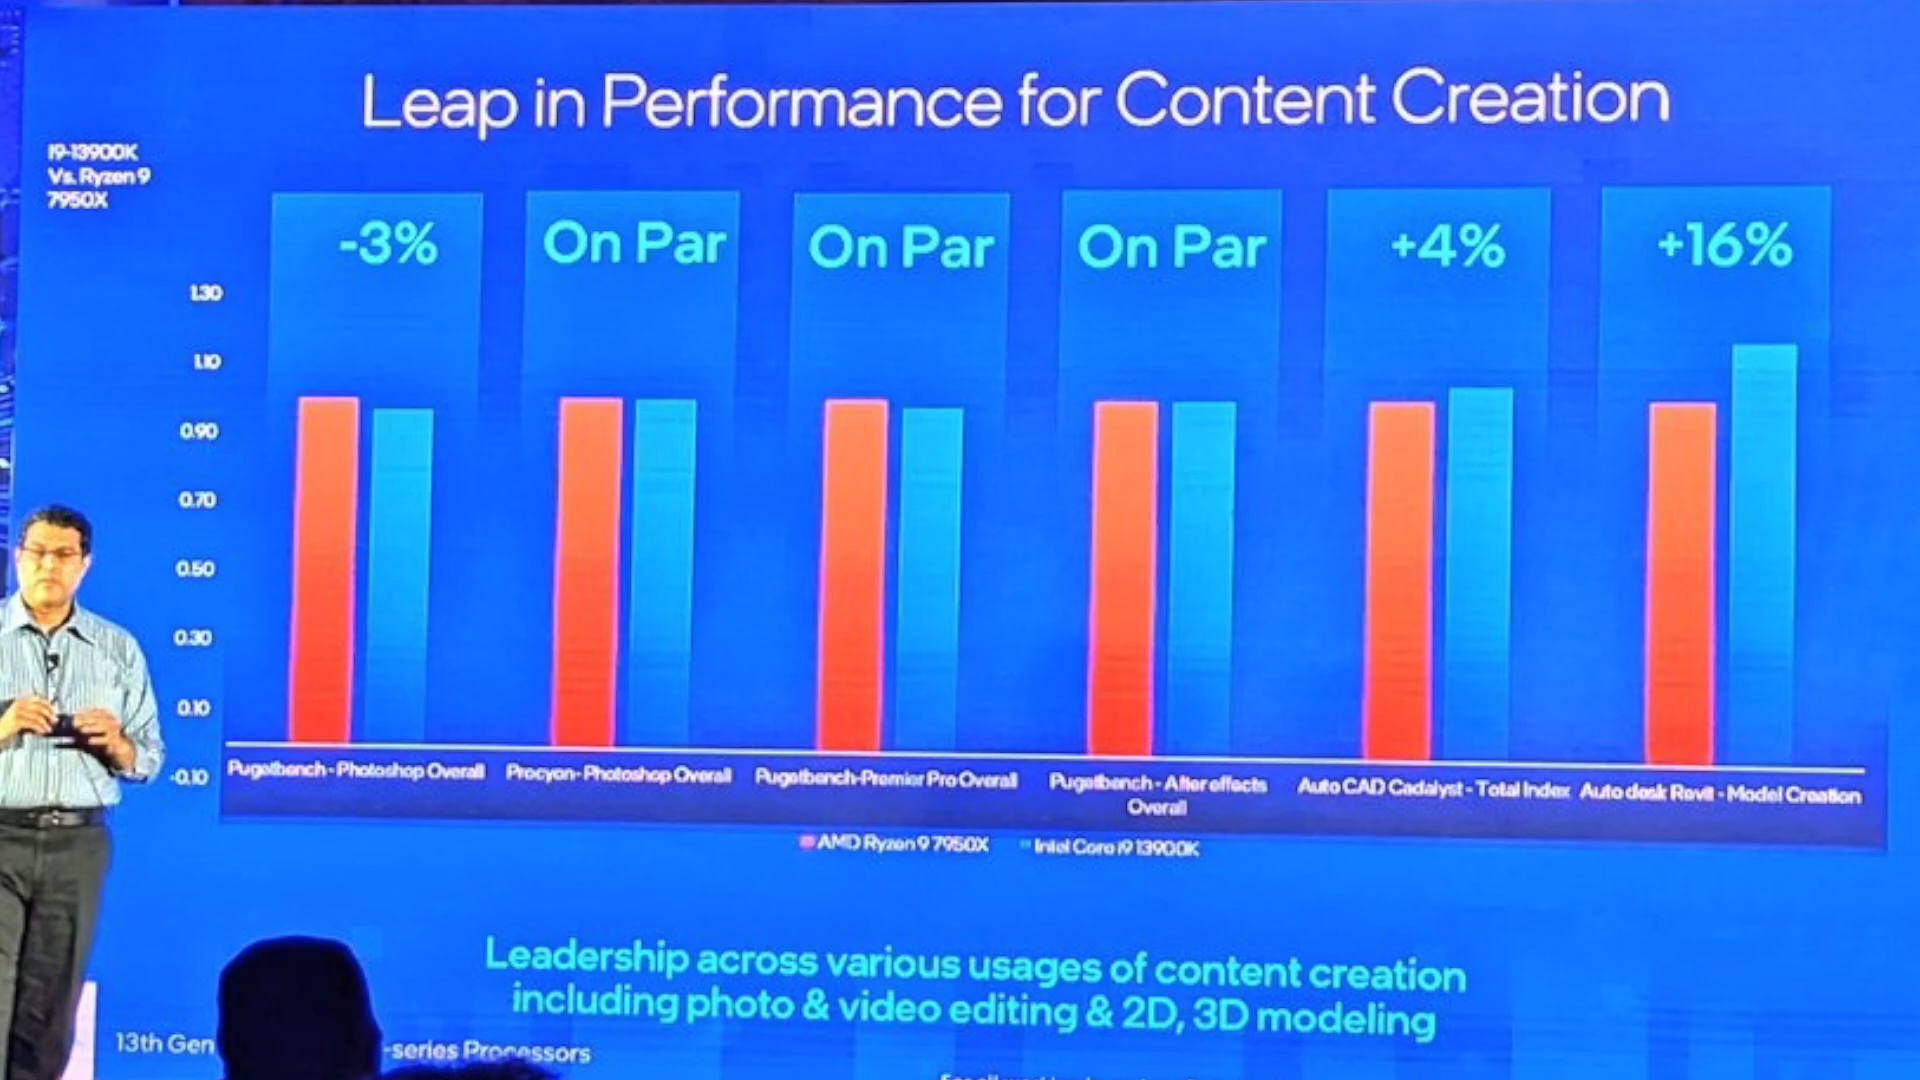 Leap in Performance for Content Creation
i9-13900K
Vs. Ryzen 9
7950X
-3%
On Par
On Par
On Par
+4%
+16%
1.30
1.10
0.90
0.70
0.50
0.30
0.10
-0.10
Pugetbench - Photoshop Overall
Procyon - Photoshop Overall
Pugetbench-Premier Pro Overall
Pugetbench - After effects
Overall
Auto CAD Cadalyst - Total Index
Auto desk Revit - Model Creation
AMD Ryzen 9 7950X
Intel Core i9 13900K
Leadership across various usages of content creation
including photo & video editing & 2D, 3D modeling
13th Gen -series Processors